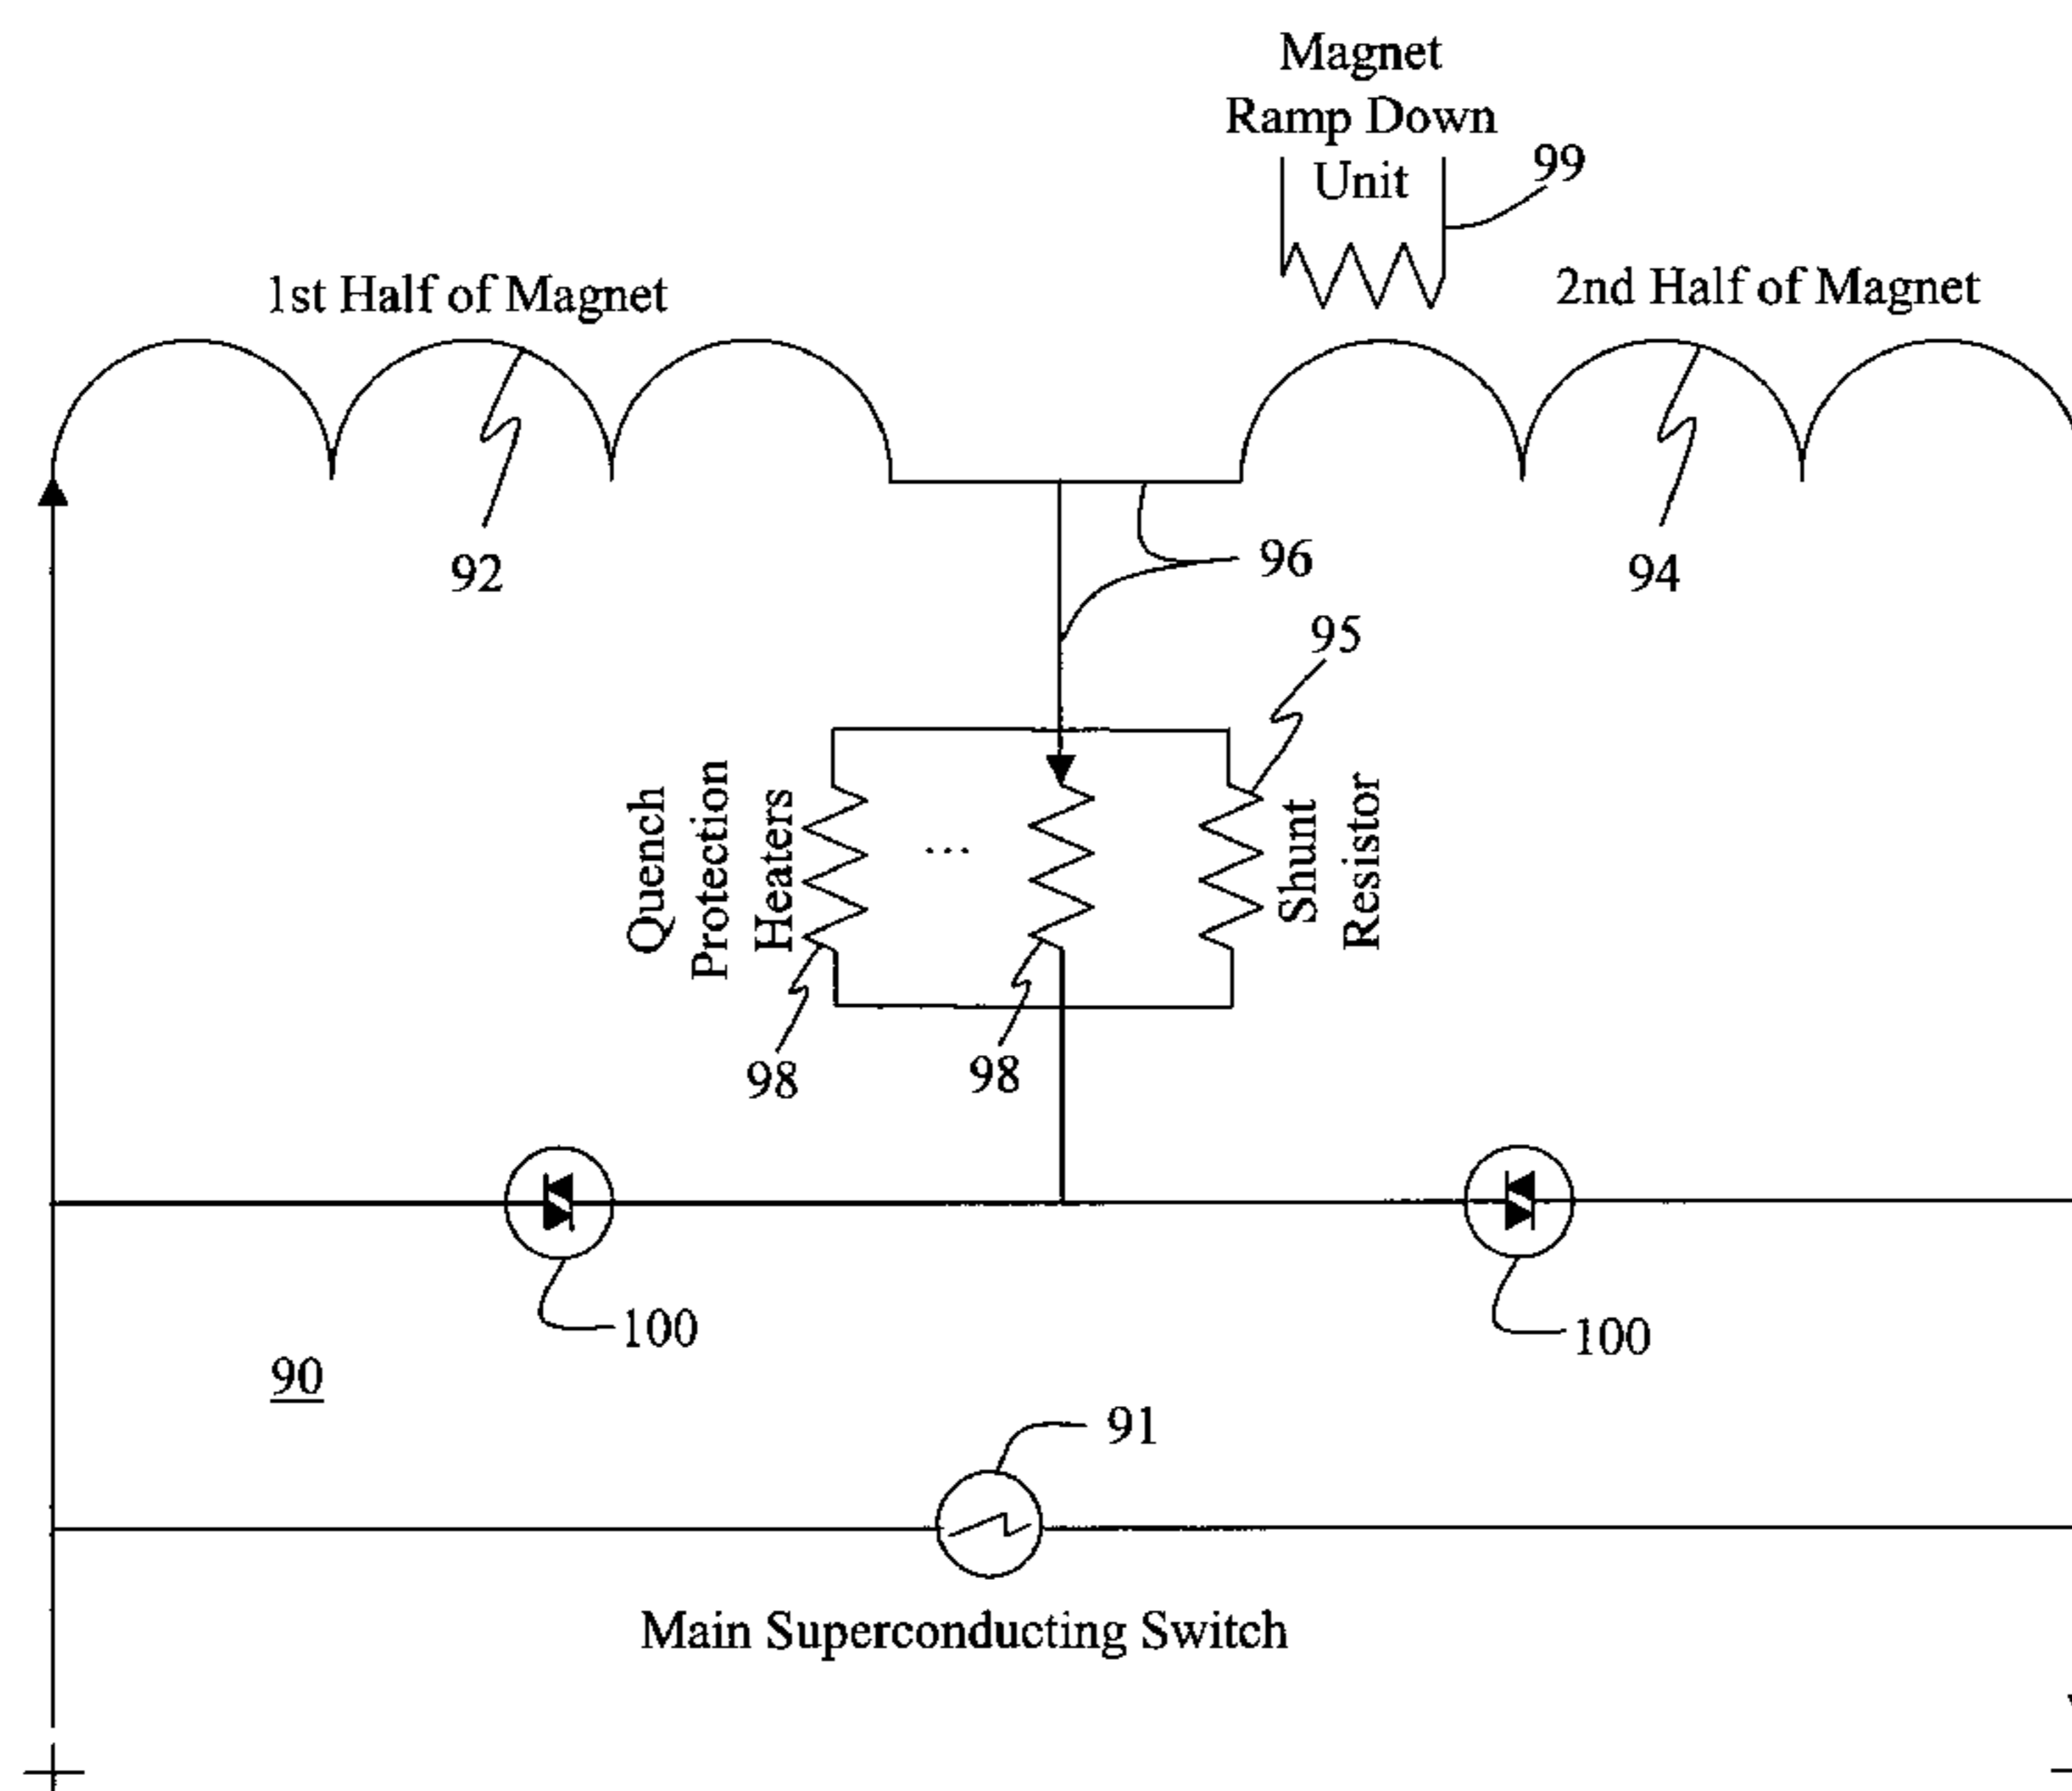 Magnet
Ramp Down
Unit
99
1st Half of Magnet
2nd Half of Magnet
92
96
94
95
Quench
Protection
Heaters
...
Shunt
Resistor
98
98
100
100
90
91
Main Superconducting Switch